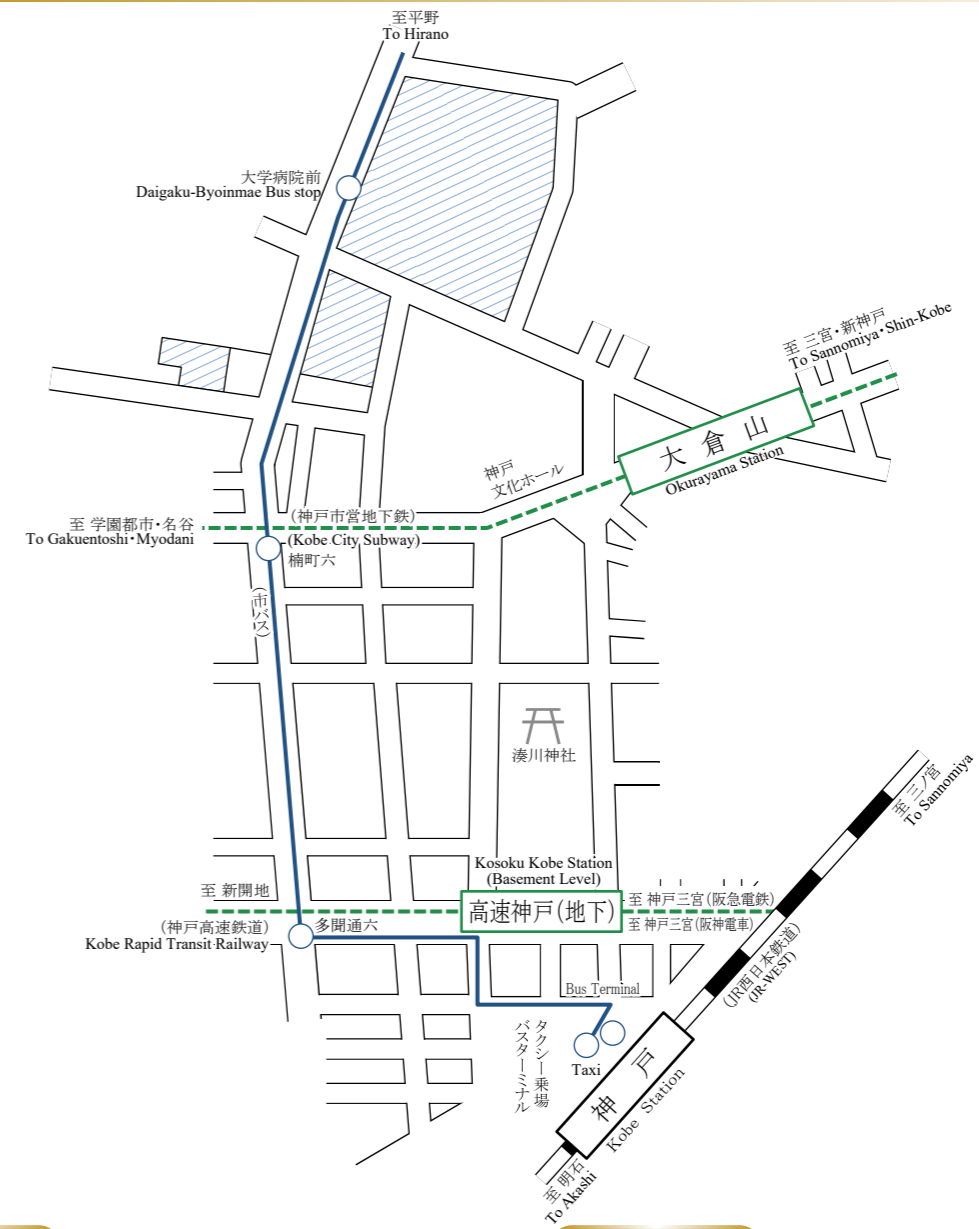 至平野
To Hirano
大学病院前
Daigaku-Byoinmae Bus stop
至 三宮・新神戸
To Sannomiya・Shin-Kobe
大倉山
Okurayama Station
神戸
文化ホール
至 学園都市・名谷
To Gakuentoshi・Myodani
(神戸市営地下鉄)
(Kobe City Subway)
楠町六
(市バス)
湊川神社
至 三ノ宮
To Sannomiya
Kosoku Kobe Station
(Basement Level)
至 新開地
高速神戸(地下)
至 神戸三宮(阪急電鉄)
至 神戸三宮(阪神電車)
(神戸高速鉄道)
Kobe Rapid Transit Railway
多聞通六
(JR西日本鉄道)
(JR-WEST)
Bus Terminal
タクシー乗場
バスターミナル
Taxi
神戸
Kobe Station
至 明石
To Akashi